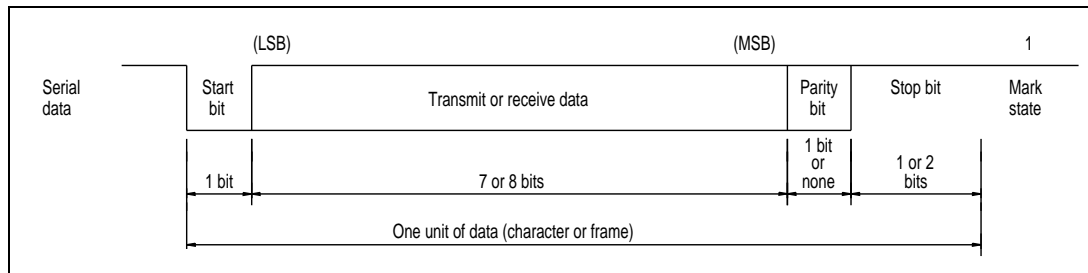 (LSB) (MSB) 1
Serial data
Start bit
Transmit or receive data
Parity bit
Stop bit
Mark state
1 bit
7 or 8 bits
1 bit or none
1 or 2 bits
One unit of data (character or frame)